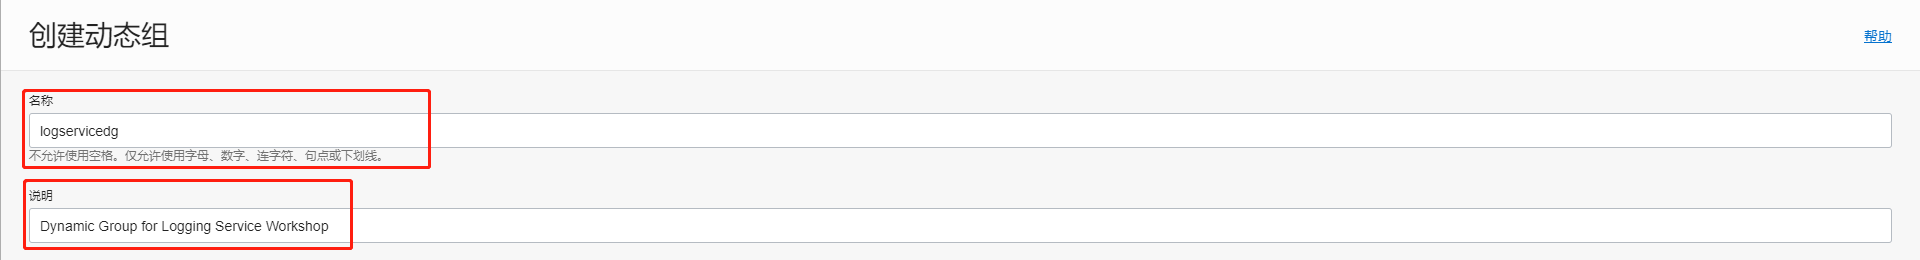 创建动态组
帮助
名称
logservicedg
不允许使用空格。仅允许使用字母、数字、连字符、句点或下划线。
说明
Dynamic Group for Logging Service Workshop